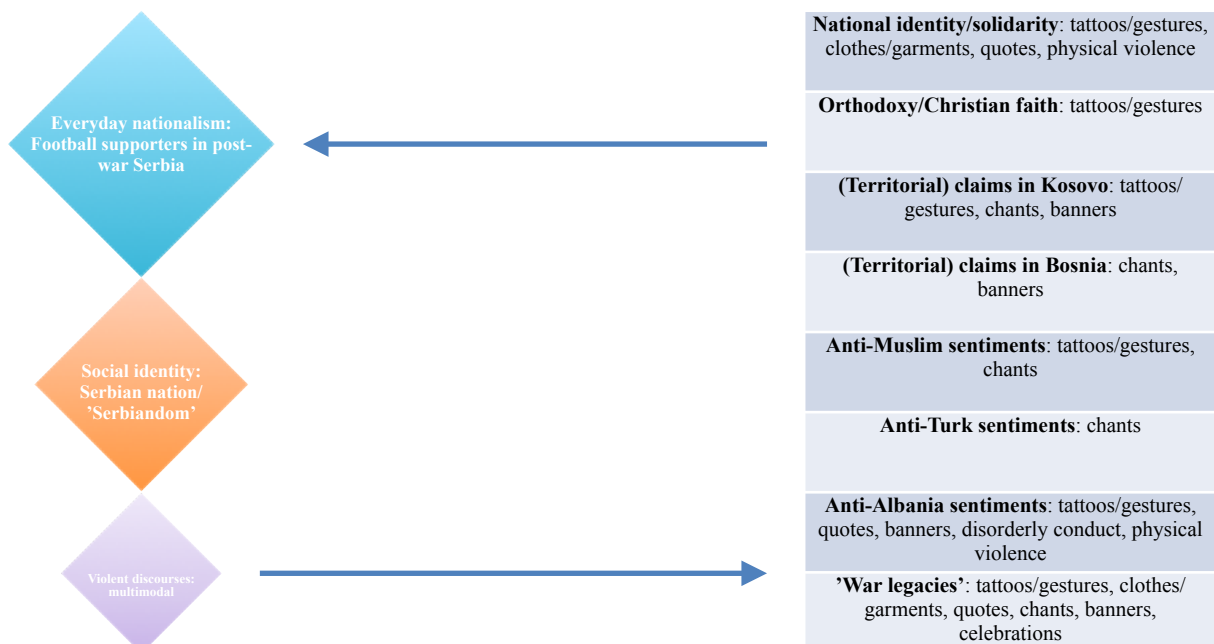 Everyday nationalism:
Football supporters in post-
war Serbia
Social identity:
Serbian nation/
’Serbiandom’
Violent discourses:
multimodal
National identity/solidarity: tattoos/gestures,
clothes/garments, quotes, physical violence
Orthodoxy/Christian faith: tattoos/gestures
(Territorial) claims in Kosovo: tattoos/
gestures, chants, banners
(Territorial) claims in Bosnia: chants,
banners
Anti-Muslim sentiments: tattoos/gestures,
chants
Anti-Turk sentiments: chants
Anti-Albania sentiments: tattoos/gestures,
quotes, banners, disorderly conduct, physical
violence
’War legacies’: tattoos/gestures, clothes/
garments, quotes, chants, banners,
celebrations